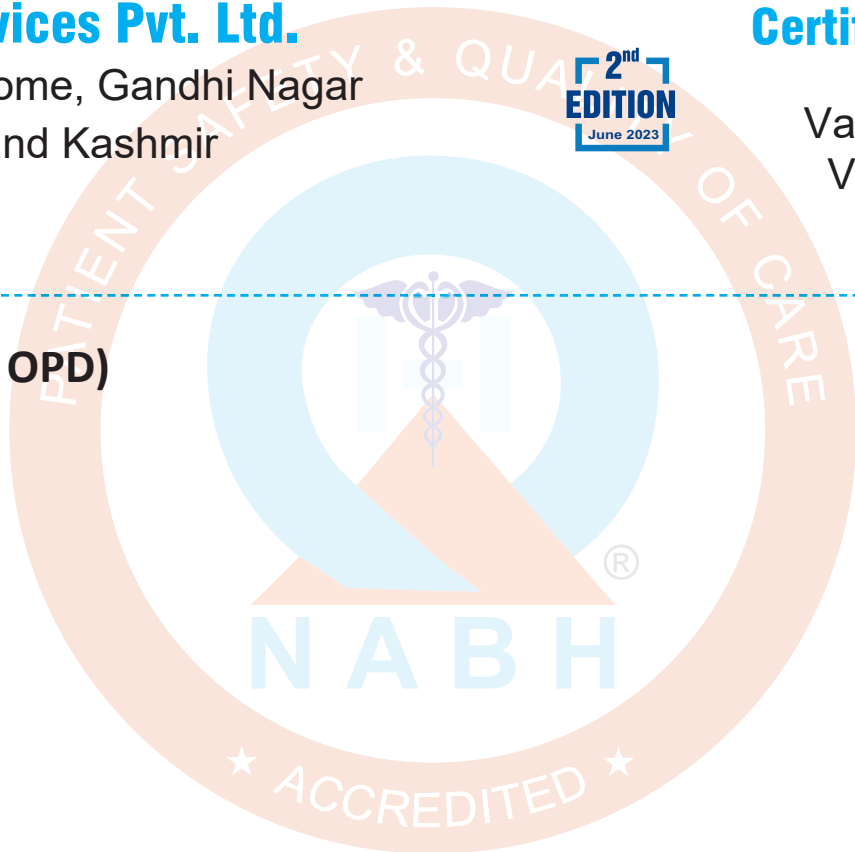 vices Pvt. Ltd.
Certif
ome, Gandhi Nagar
nd Kashmir
2nd
EDITION
June 2023
Va
V
PATIENT SAFETY & QUALITY OF CARE
OPD)
H
®
NABH
★ ACCREDITED ★